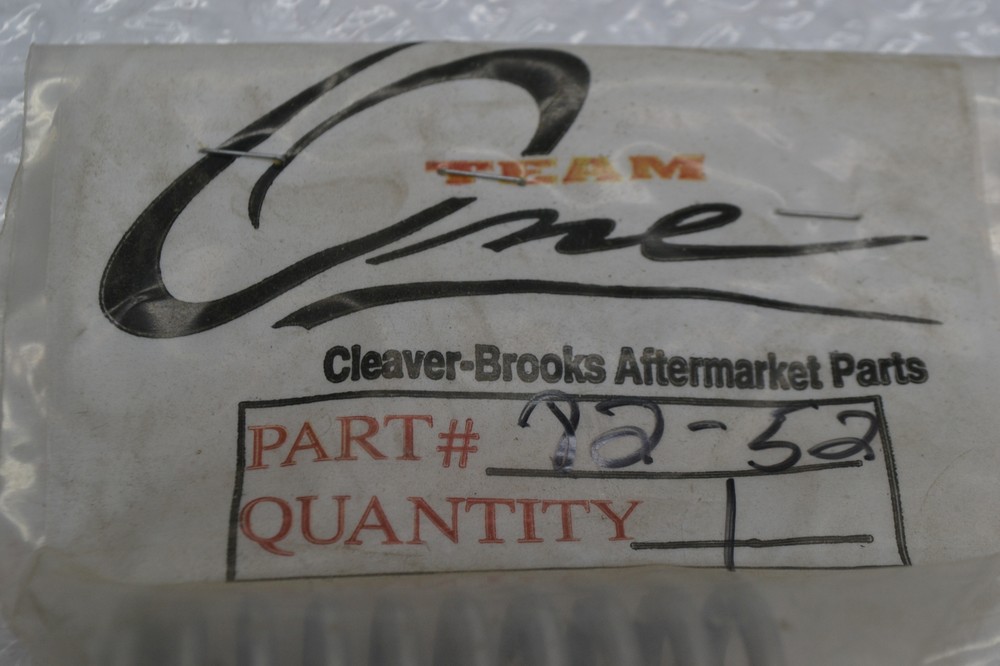 TEAM
One
Cleaver-Brooks Aftermarket Parts
PART# 82-52
QUANTITY 1